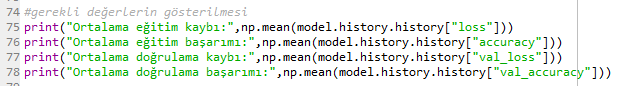 74 #gerekli değerlerin gösterilmesi
75 print("Ortalama eğitim kaybı:",np.mean(model.history.history["loss"]))
76 print("Ortalama eğitim başarımı:",np.mean(model.history.history["accuracy"]))
77 print("Ortalama doğrulama kaybı:",np.mean(model.history.history["val_loss"]))
78 print("Ortalama doğrulama başarımı:",np.mean(model.history.history["val_accuracy"]))